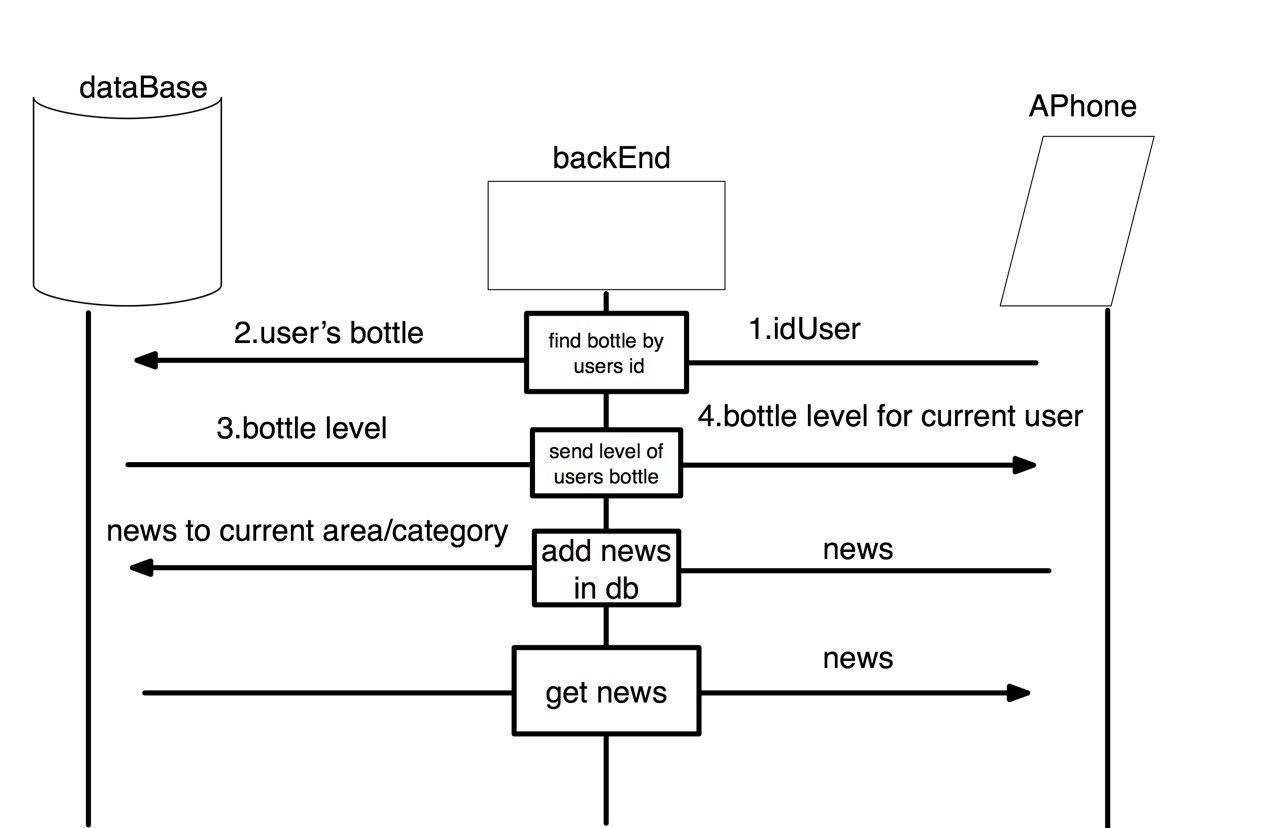 dataBase
APhone
backEnd
2.user’s bottle
find bottle by
users id
1.idUser
3.bottle level
send level of
users bottle
4.bottle level for current user
news to current area/category
add news
in db
news
get news
news